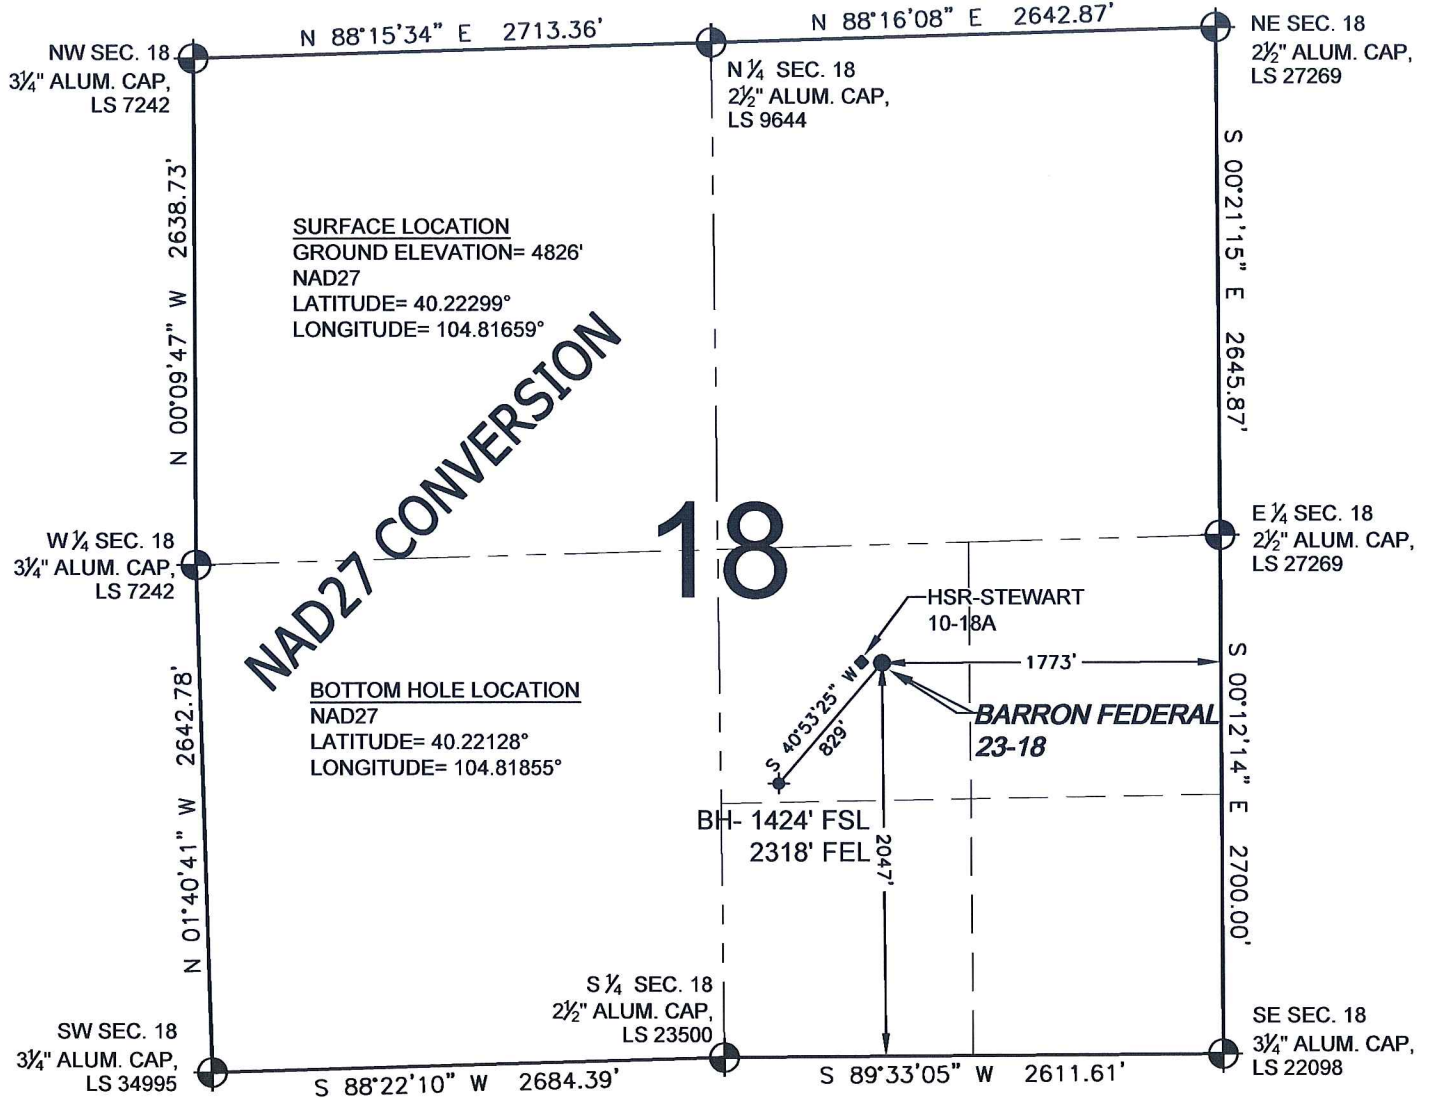 N 88°15'34" E 2713.36'
N 88°16'08" E 2642.87'
NW SEC. 18
3¼" ALUM. CAP,
LS 7242
N ¼ SEC. 18
2½" ALUM. CAP,
LS 9644
NE SEC. 18
2½" ALUM. CAP,
LS 27269
N 00°09'47" W 2638.73'
S 00°21'15" E 2645.87'
SURFACE LOCATION
GROUND ELEVATION= 4826'
NAD27
LATITUDE= 40.22299°
LONGITUDE= 104.81659°
NAD27 CONVERSION
18
W ¼ SEC. 18
3¼" ALUM. CAP,
LS 7242
E ¼ SEC. 18
2½" ALUM. CAP,
LS 27269
HSR-STEWART
10-18A
1773'
BARRON FEDERAL
23-18
S 40°53'25" W
829'
BOTTOM HOLE LOCATION
NAD27
LATITUDE= 40.22128°
LONGITUDE= 104.81855°
BH- 1424' FSL
2318' FEL
2047'
N 01°40'41" W 2642.78'
S 00°12'14" E 2700.00'
SW SEC. 18
3¼" ALUM. CAP,
LS 34995
S ¼ SEC. 18
2½" ALUM. CAP,
LS 23500
SE SEC. 18
3¼" ALUM. CAP,
LS 22098
S 88°22'10" W 2684.39'
S 89°33'05" W 2611.61'